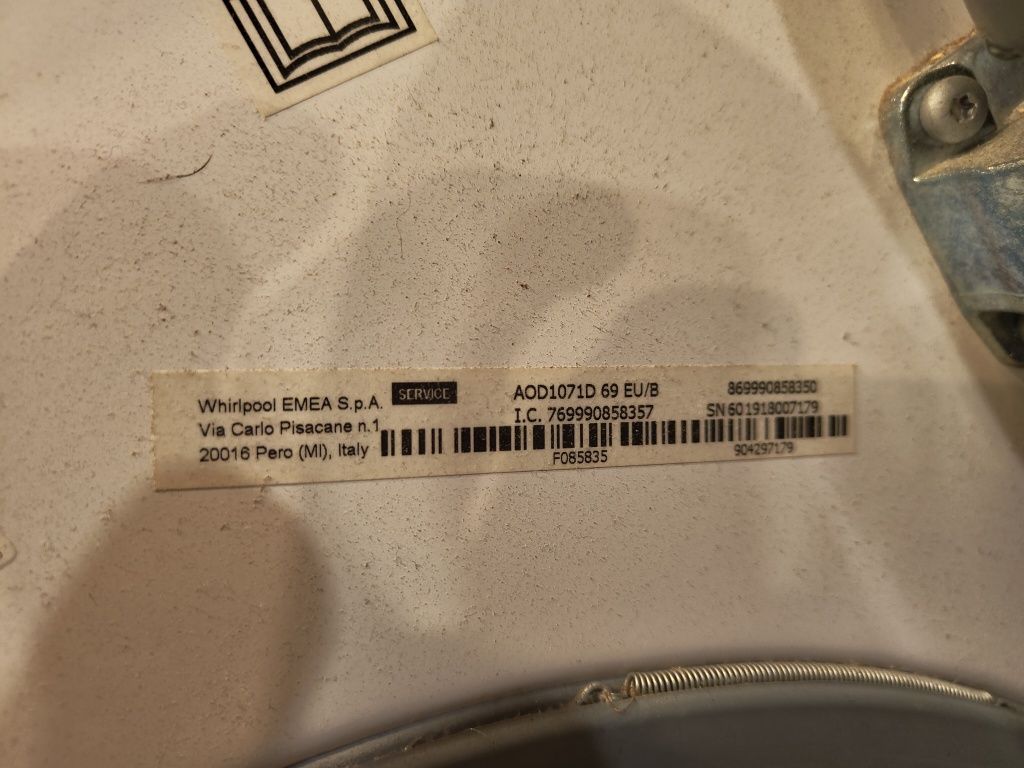 Whirlpool EMEA S.p.A. SERVICE
Via Carlo Pisacane n.1
20016 Pero (MI), Italy
AOD1071D 69 EU/B
I.C. 769990858357
F085835
869990858350
SN 601918007179
904297179